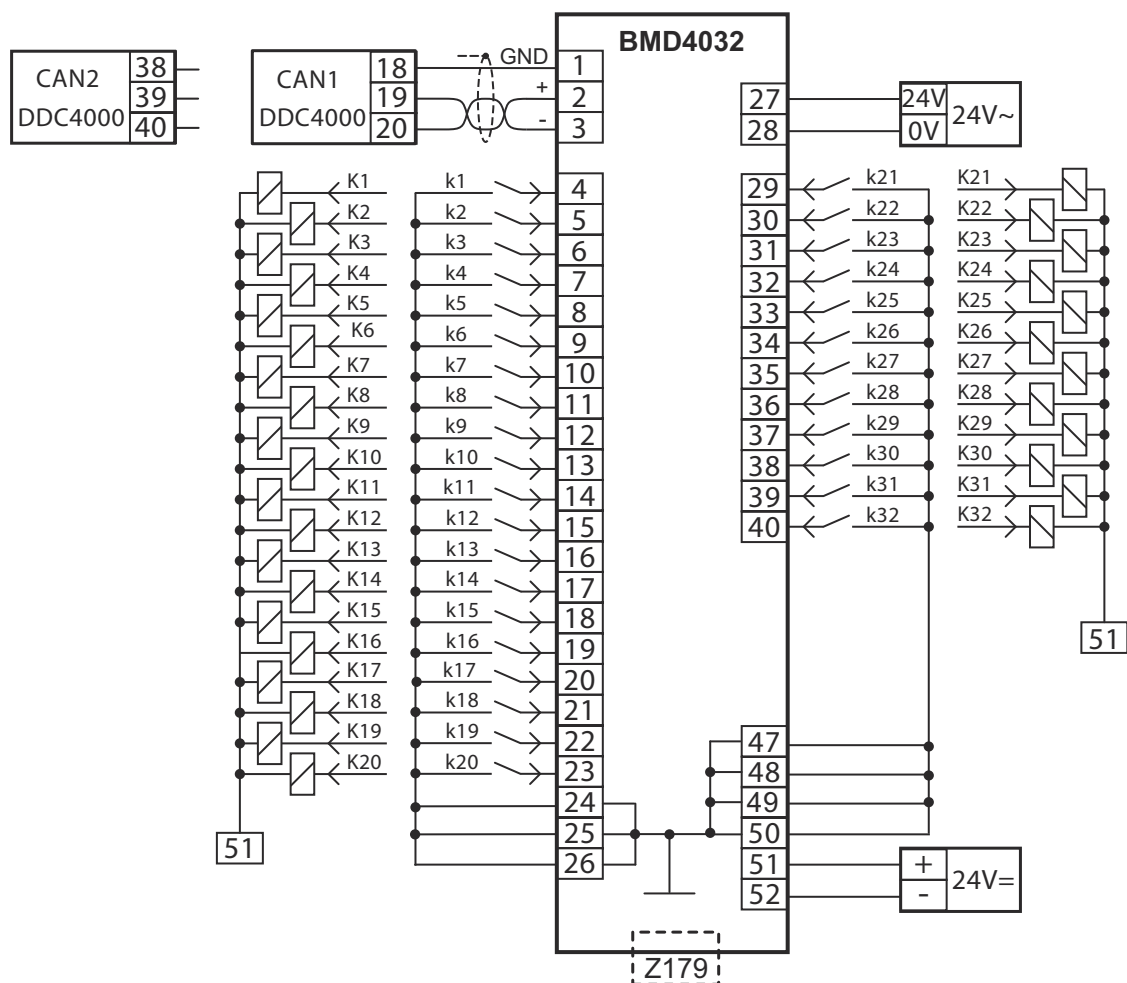 BMD4032
CAN2
DDC4000
38
39
40
CAN1
DDC4000
18
19
20
GND
+
-
1
2
3
27
28
24V
0V
24V~
K1
K2
K3
K4
K5
K6
K7
K8
K9
K10
K11
K12
K13
K14
K15
K16
K17
K18
K19
K20
51
k1
k2
k3
k4
k5
k6
k7
k8
k9
k10
k11
k12
k13
k14
k15
k16
k17
k18
k19
k20
4
5
6
7
8
9
10
11
12
13
14
15
16
17
18
19
20
21
22
23
24
25
26
29
30
31
32
33
34
35
36
37
38
39
40
47
48
49
50
51
52
k21
k22
k23
k24
k25
k26
k27
k28
k29
k30
k31
k32
K21
K22
K23
K24
K25
K26
K27
K28
K29
K30
K31
K32
51
+
-
24V=
Z179